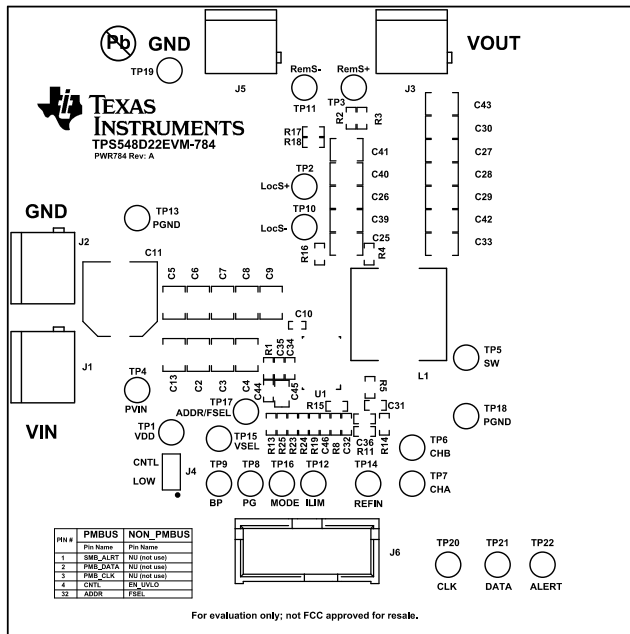 Pb GND
VOUT
TP19
J5
RemS-
RemS+
J3
TP11
TP3
TEXAS
INSTRUMENTS
TPS548D22EVM-784
PWR784 Rev: A
R2
R3
R17
R18
C43
C30
C27
C28
C29
C42
C33
C41
C40
C26
C39
C25
TP2
LocS+
TP10
LocS-
R16
R4
GND
TP13
PGND
J2
C11
C5
C6
C7
C8
C9
C10
J1
VIN
TP4
PVIN
C13
C2
C3
C4
R1
C35
C34
C44
C45
U1
L1
TP5
SW
TP18
PGND
R5
R15
C31
TP17
ADDR/FSEL
TP1
VDD
TP15
VSEL
R13
R25
R23
R24
R19
C46
R8
C32
C36
R11
R14
TP6
CHB
TP7
CHA
CNTL
J4
LOW
TP9
BP
TP8
PG
TP16
MODE
TP12
ILIM
TP14
REFIN
PIN # PMBUS NON_PMBUS
Pin Name Pin Name
1 SMB_ALRT NU (not use)
2 PMB_DATA NU (not use)
3 PMB_CLK NU (not use)
4 CNTL EN_UVLO
32 ADDR FSEL
J6
TP20
CLK
TP21
DATA
TP22
ALERT
For evaluation only; not FCC approved for resale.